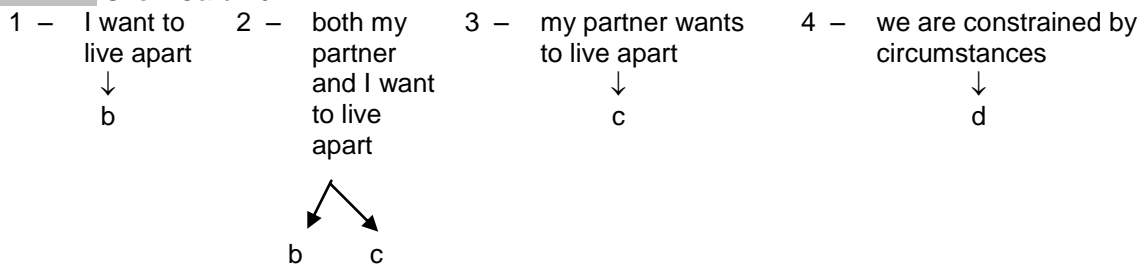 1 – I want to 2 – both my 3 – my partner wants 4 – we are constrained by
live apart partner to live apart circumstances
↓ and I want ↓ ↓
b to live c d
apart
b c